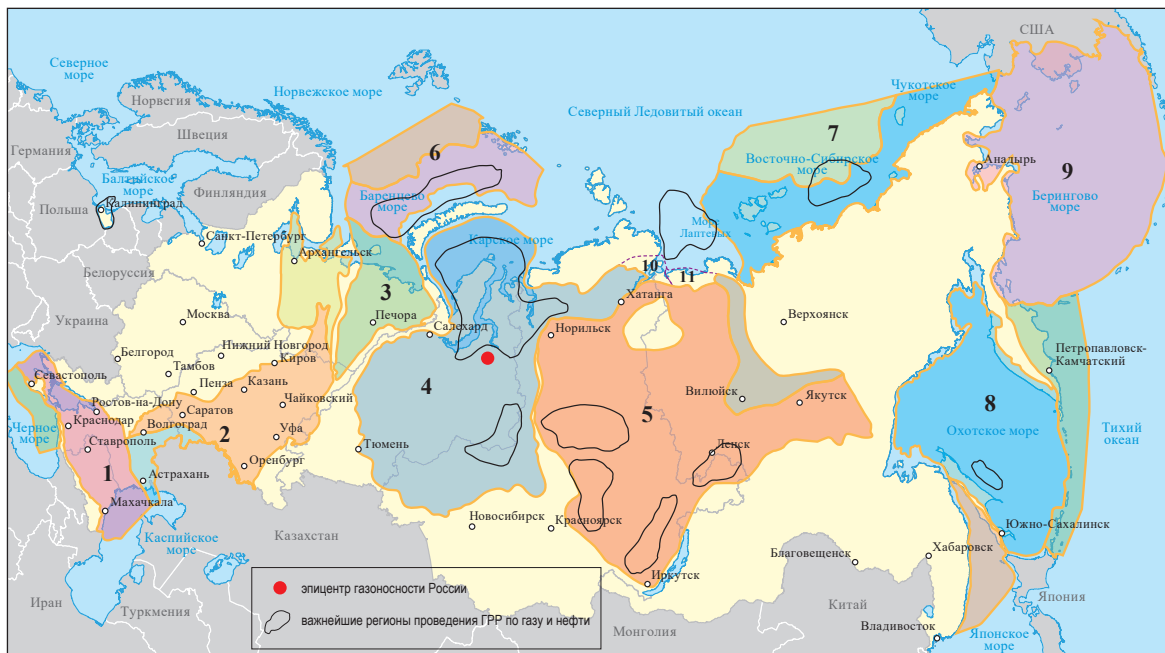 США
Северное
море
Норвежское море
Чукотское
море
Норвегия
Северный Ледовитый океан
Швеция
7
Германия
6
Восточно-Сибирское
море
Анадырь
9
Балтийское
море
Финляндия
Баренцево
море
Берингово
море
Польша
Калининград
Море
Лаптевых
Санкт-Петербург
Карское море
Архангельск
10
11
Белоруссия
3
Хатанга
Москва
Печора
Верхоянск
Украина
Салехард
Норильск
Нижний Новгород
Белгород
Киров
Петропавловск-
Камчатский
Тамбов
Севастополь
Пенза
Казань
4
Вилюйск
Ростов-на-Дону
Чайковский
Якутск
8
Саратов
5
Краснодар
Волгоград
2
Черное
море
Уфа
Охотское море
Тихий
океан
Ставрополь
Тюмень
Ленск
1
Оренбург
Астрахань
Махачкала
Новосибирск
Красноярск
Южно-Сахалинск
Каспийское
море
Казахстан
Благовещенск
Хабаровск
Иркутск
эпицентр газоносности России
Иран
Туркмения
Китай
Япония
важнейшие регионы проведения ГРР по газу и нефти
Монголия
Владивосток
Японское
море